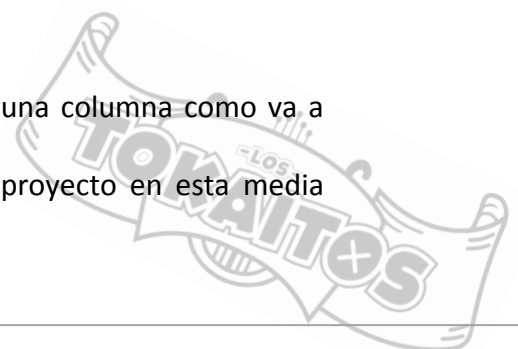 una columna como va a
-LOS-
TOKAITOS
proyecto en esta media